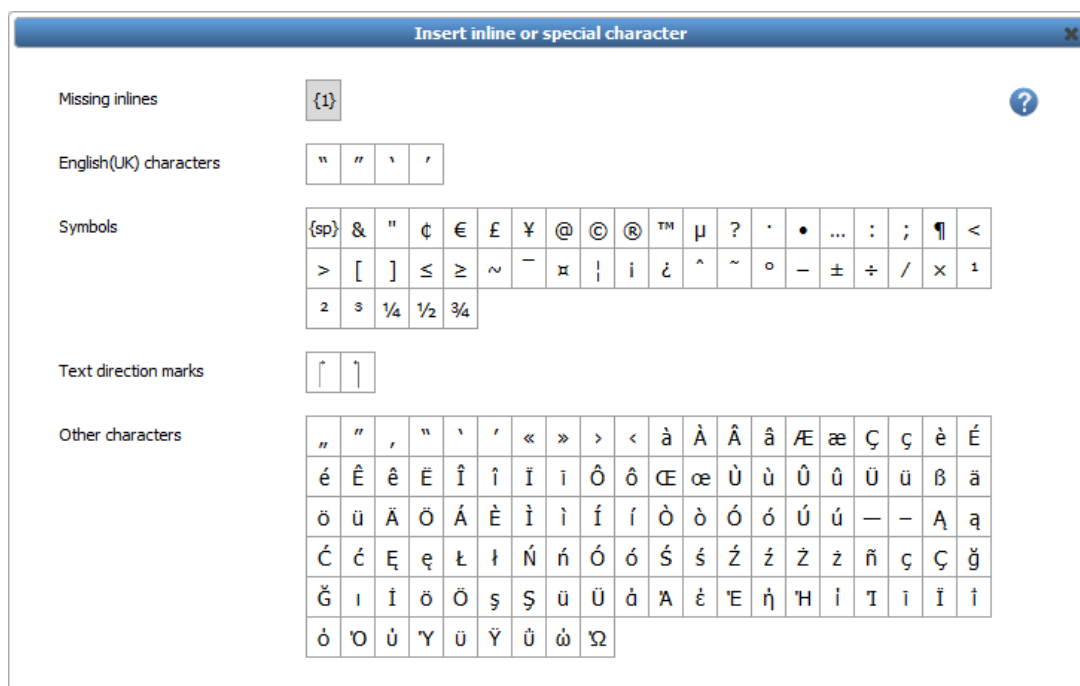 Insert inline or special character
Missing inlines {1} ?
English(UK) characters “ ” ‘ ’
Symbols {sp} & " ¢ € £ ¥ @ © ® ™ µ ? · • … : ; ¶ <
> [ ] ≤ ≥ ~ ¯ ¤ ¦ ¡ ¿ ˆ ˜ º – ± ÷ / × ¹
² ³ ¼ ½ ¾
Text direction marks
Other characters „ ” ‚ “ ‘ ’ « » › ‹ à À Â â Æ æ Ç ç è É
é Ê ê Ë Î î Ï ï Ô ô Œ œ Ù ù Û û Ü ü ß ä
ö ü Ä Ö Á È Ì ì Í í Ò ò Ó ó Ú ú — – Ą ą
Ć ć Ę ę Ł ł Ń ń Ó ó Ś ś Ź ź Ż ż ñ ç Ç ğ
Ğ ı İ ö Ö ş Ş ü Ü ά Ά έ Έ ή Ή ί Ί ϊ Ϊ ΐ
ό Ό ύ Ύ ϋ Ϋ ΰ ώ Ώ